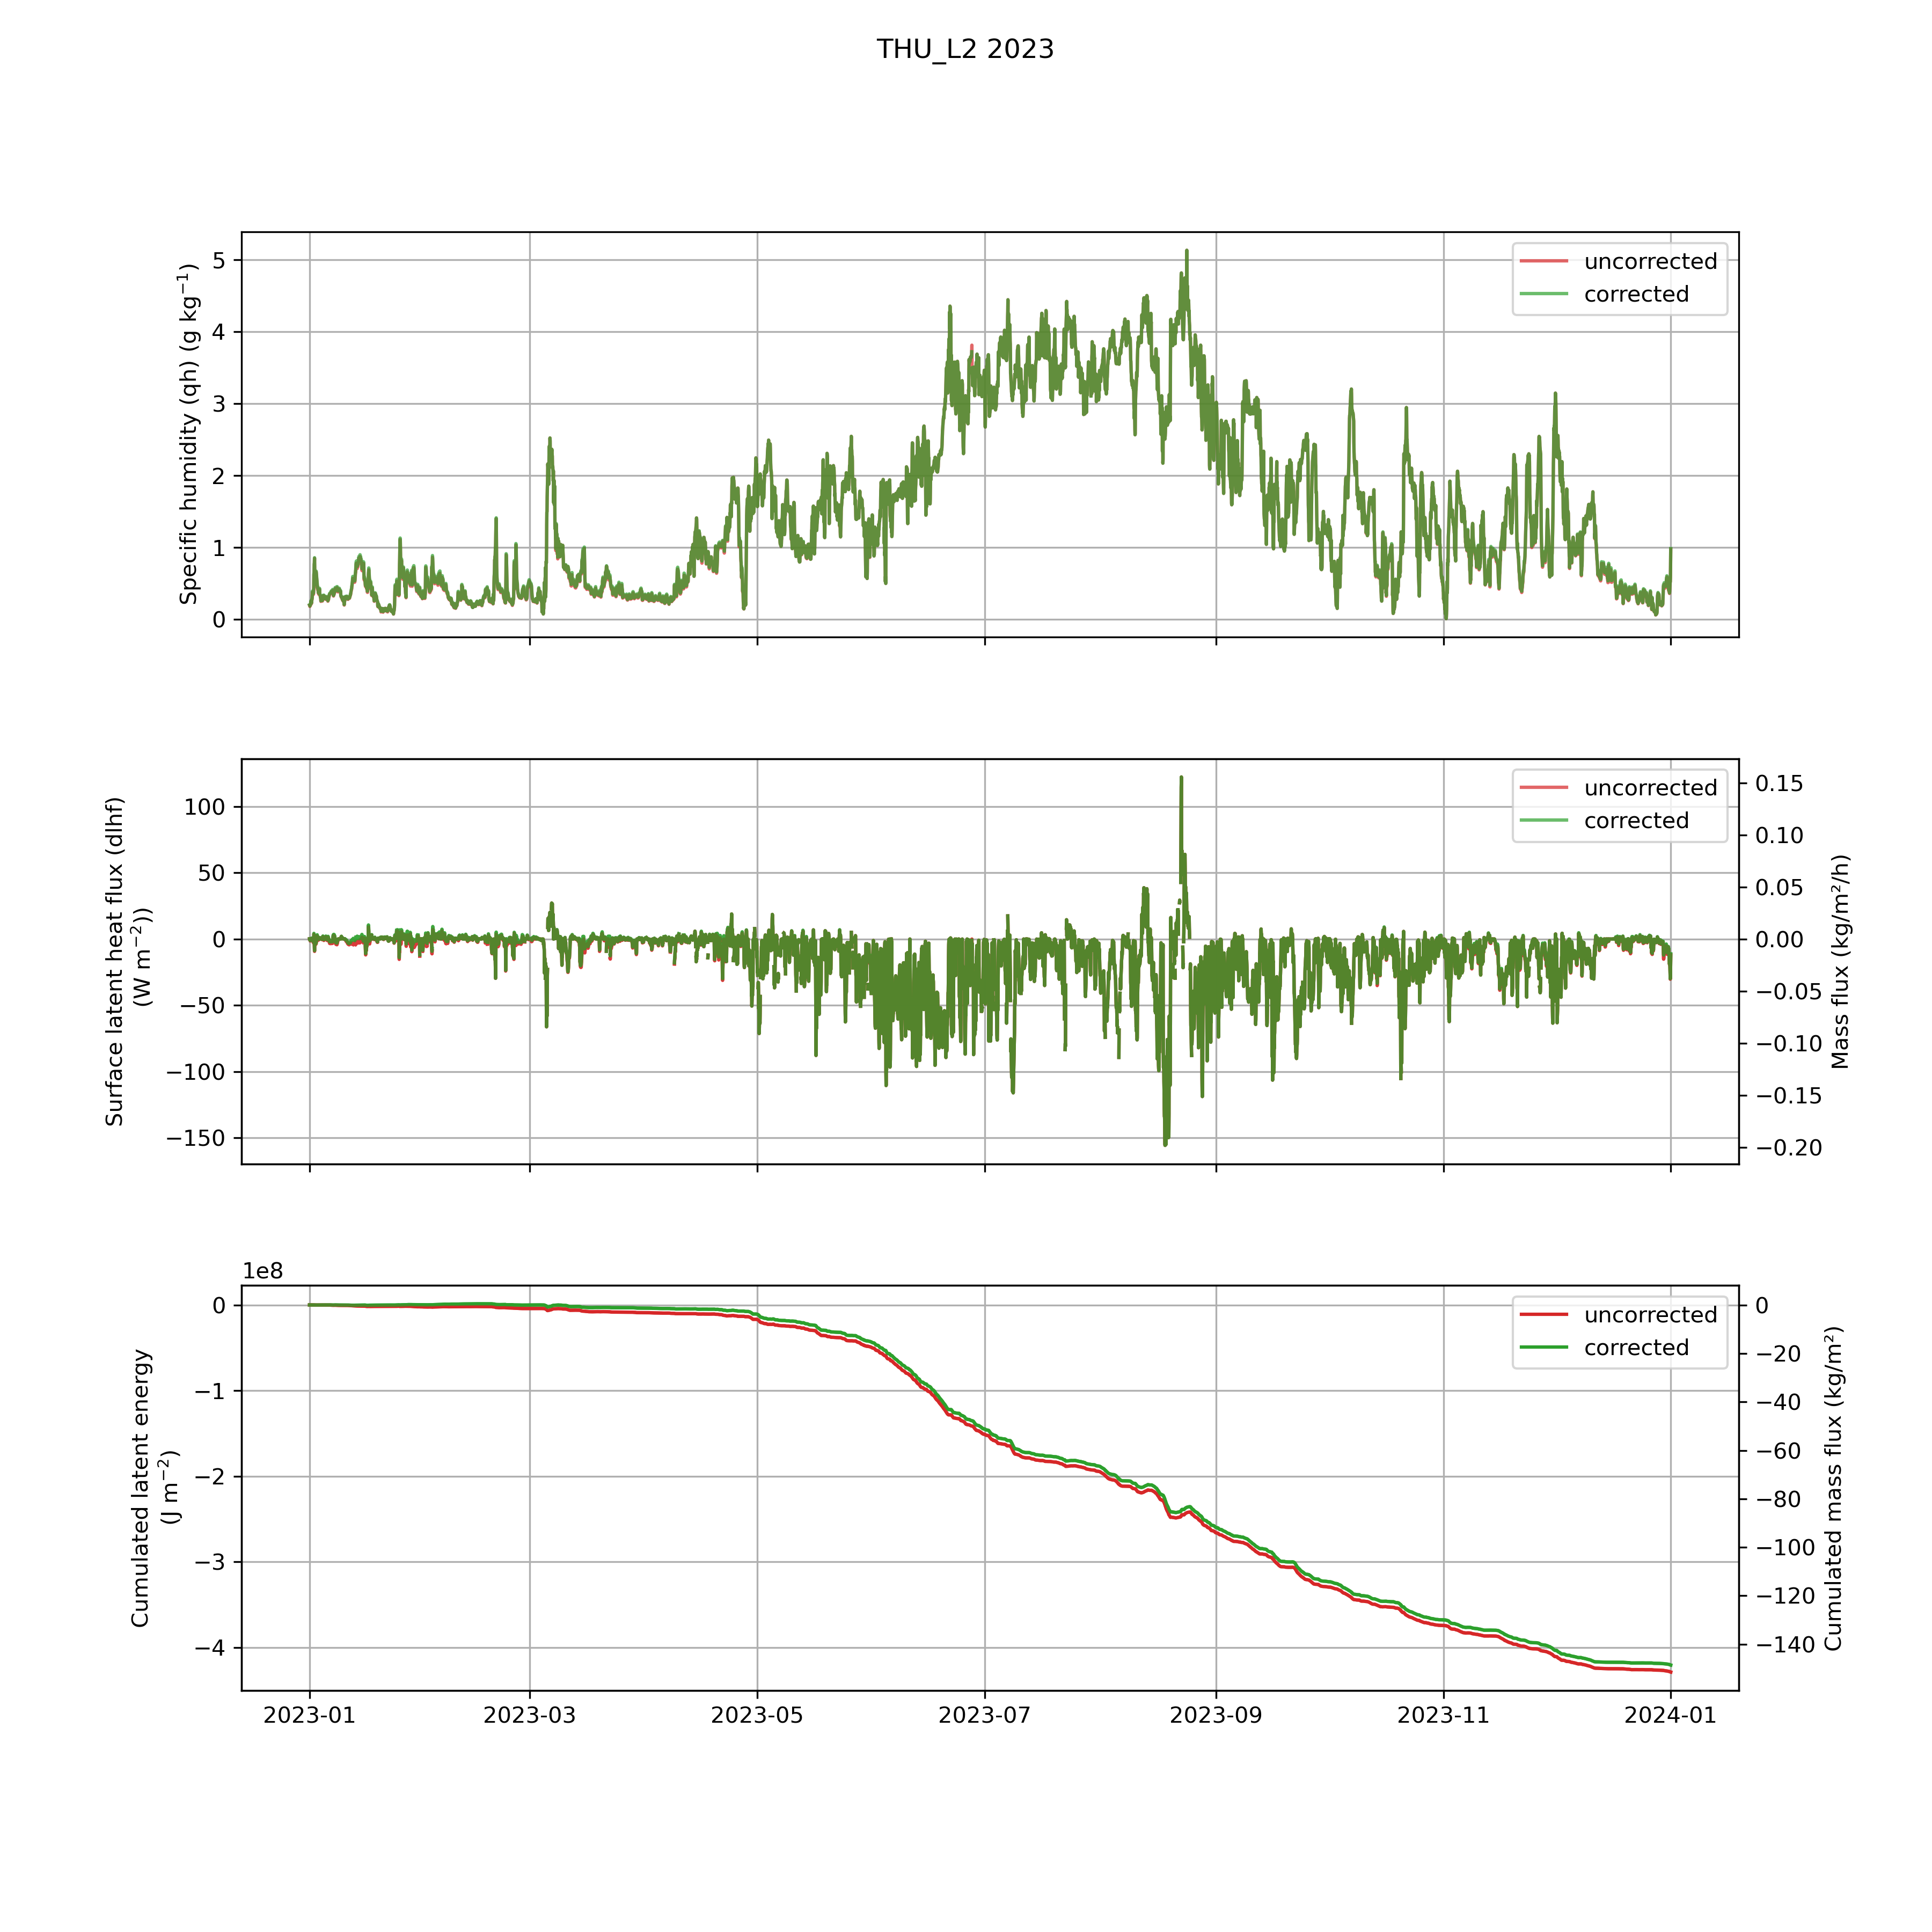 THU_L2 2023
Specific humidity (qh) (g kg⁻¹)
5
4
3
2
1
0
uncorrected
corrected
Surface latent heat flux (dlhf)
(W m⁻²))
100
50
0
−50
−100
−150
uncorrected
corrected
0.15
0.10
0.05
0.00
−0.05
−0.10
−0.15
−0.20
Mass flux (kg/m²/h)
1e8
Cumulated latent energy
(J m⁻²)
0
−1
−2
−3
−4
uncorrected
corrected
0
−20
−40
−60
−80
−100
−120
−140
Cumulated mass flux (kg/m²)
2023-01 2023-03 2023-05 2023-07 2023-09 2023-11 2024-01